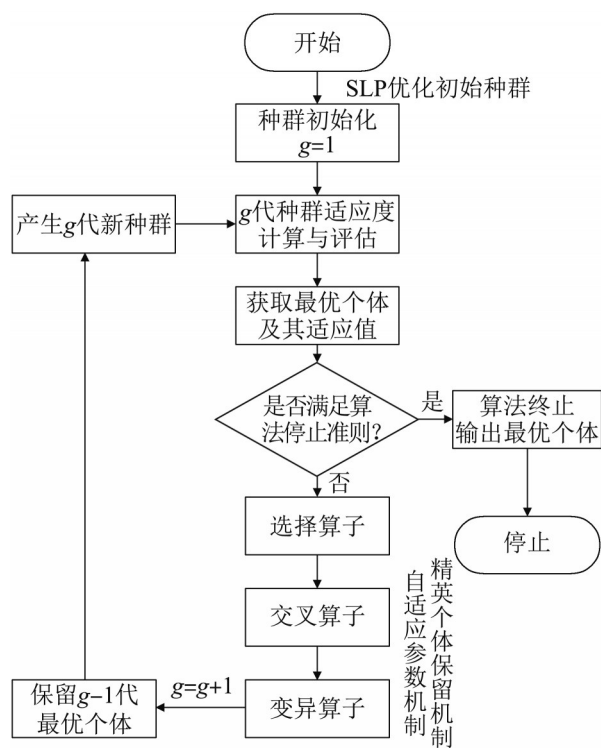 开始
SLP优化初始种群
种群初始化
g=1
产生g代新种群
g代种群适应度
计算与评估
获取最优个体
及其适应值
是否满足算
法停止准则?
是
算法终止
输出最优个体
否
停止
选择算子
交叉算子
精英个体保留机制
自适应参数机制
变异算子
g=g+1
保留g-1代
最优个体